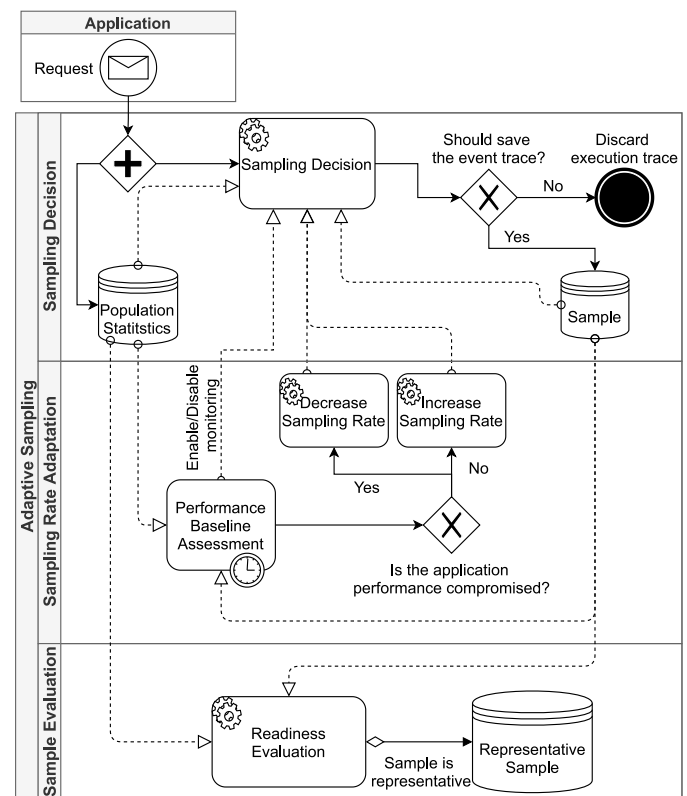 Application
Request
Adaptive Sampling
Sampling Decision
Sampling Decision
Should save
the event trace?
Discard
execution trace
No
Yes
Population
Statitstics
Sample
Sampling Rate Adaptation
Enable/Disable
monitoring
Decrease
Sampling Rate
Increase
Sampling Rate
Yes
No
Performance
Baseline
Assessment
Is the application
performance compromised?
Sample Evaluation
Readiness
Evaluation
Sample is
representative
Representative
Sample